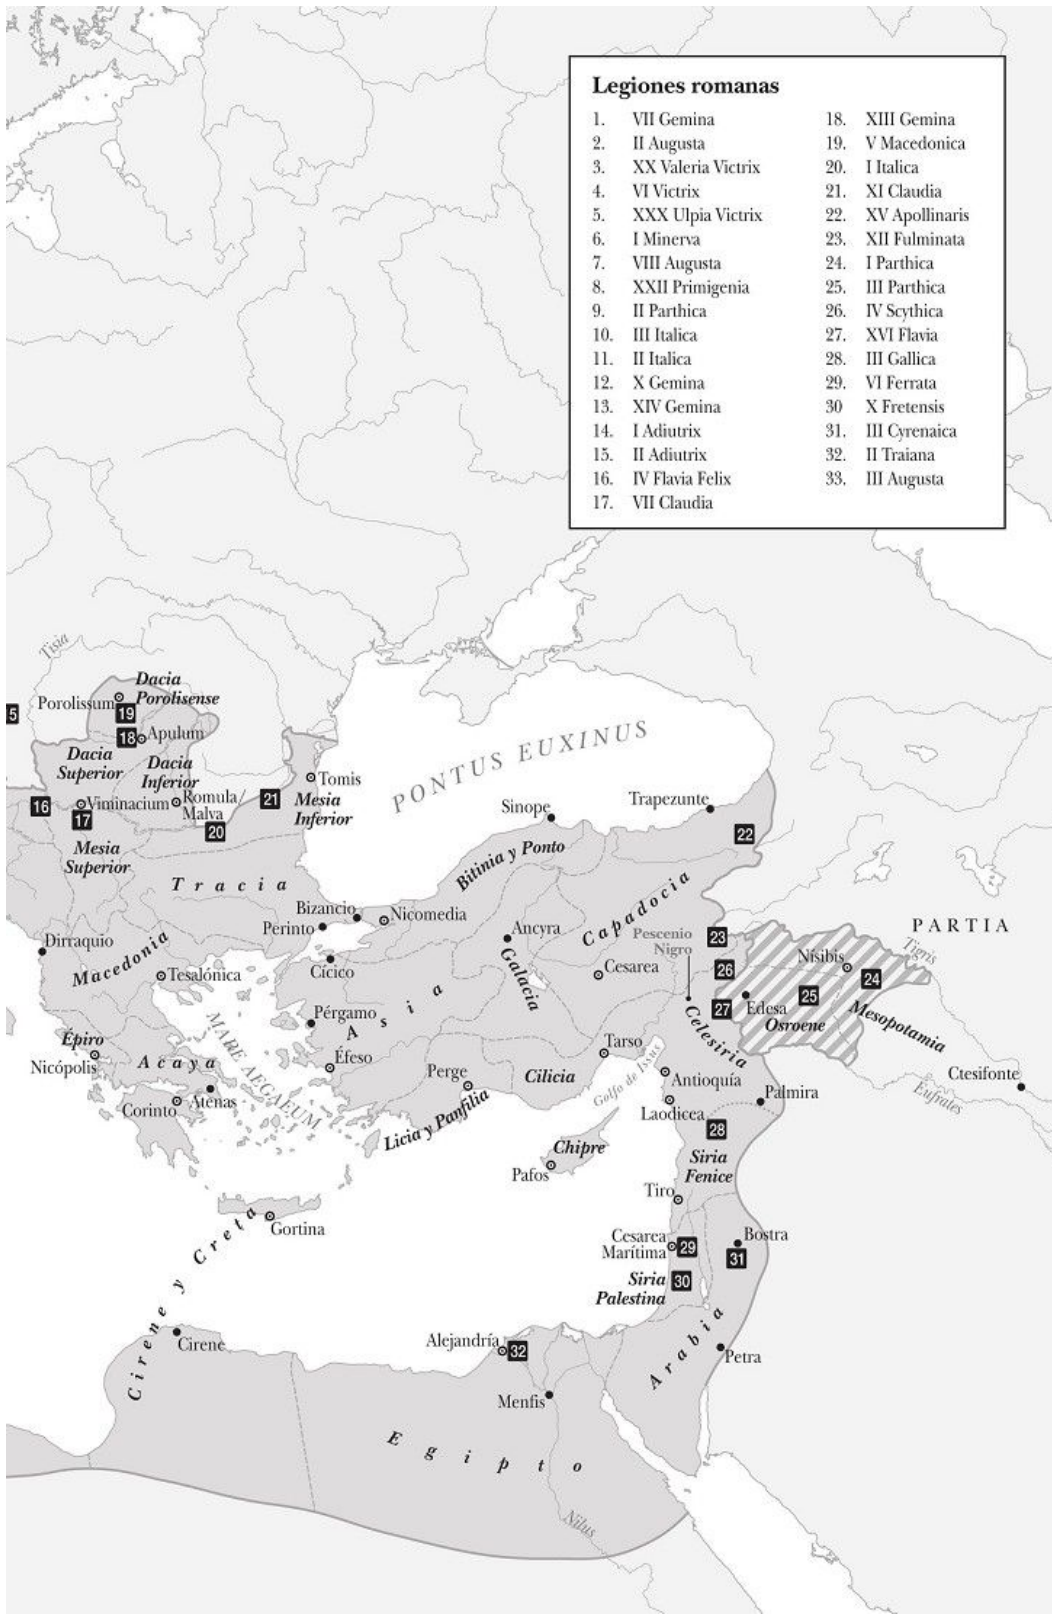 Legiones romanas
1. VII Gemina
2. II Augusta
3. XX Valeria Victrix
4. VI Victrix
5. XXX Ulpia Victrix
6. I Minerva
7. VIII Augusta
8. XXII Primigenia
9. II Parthica
10. III Italica
11. II Italica
12. X Gemina
13. XIV Gemina
14. I Adiutrix
15. II Adiutrix
16. IV Flavia Felix
17. VII Claudia
18. XIII Gemina
19. V Macedonica
20. I Italica
21. XI Claudia
22. XV Apollinaris
23. XII Fulminata
24. I Parthica
25. III Parthica
26. IV Scythica
27. XVI Flavia
28. III Gallica
29. VI Ferrata
30 X Fretensis
31. III Cyrenaica
32. II Traiana
33. III Augusta
Tisia
Dacia
Porolisense
Porolissum
19
5
18
Apulum
Dacia
Superior
Dacia
Inferior
PONTUS EUXINUS
Tomis
16
Viminacium
17
Romula/
Malva
20
21
Mesia
Inferior
Mesia
Superior
Sinope
Trapezunte
22
Bitinia y Ponto
Tracia
Bizancio
Perinto
Nicomedia
Ancyra
Capadocia
PARTIA
Dirraquio
Macedonia
Tesalónica
Cícico
Galacia
Cesarea
Pescenio
Nigro
23
26
27
Nísibis
Tigris
24
25
Edesa
Osroene
Mesopotamia
Pérgamo
Asia
Épiro
Nicópolis
Acaya
MARE AEGAEUM
Éfeso
Tarso
Celesiria
Perge
Cilicia
Golfo de Issus
Antioquía
Palmira
Ctesifonte
Eufrates
Corinto
Atenas
Licia y Panfilia
Laodicea
28
Siria
Fenice
Chipre
Pafos
Tiro
Gortina
Cirene y Creta
Cesarea
Marítima
29
Bostra
31
Siria
Palestina
30
Arabia
Cirene
Alejandría
32
Petra
Menfis
Egipto
Nilus